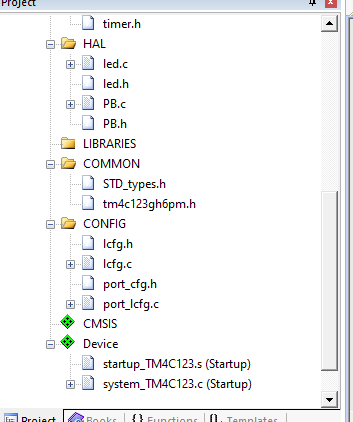 Project
timer.h
HAL
led.c
led.h
PB.c
PB.h
LIBRARIES
COMMON
STD_types.h
tm4c123gh6pm.h
CONFIG
lcfg.h
lcfg.c
port_cfg.h
port_lcfg.c
CMSIS
Device
startup_TM4C123.s (Startup)
system_TM4C123.c (Startup)
Project Books {} Functions Templates